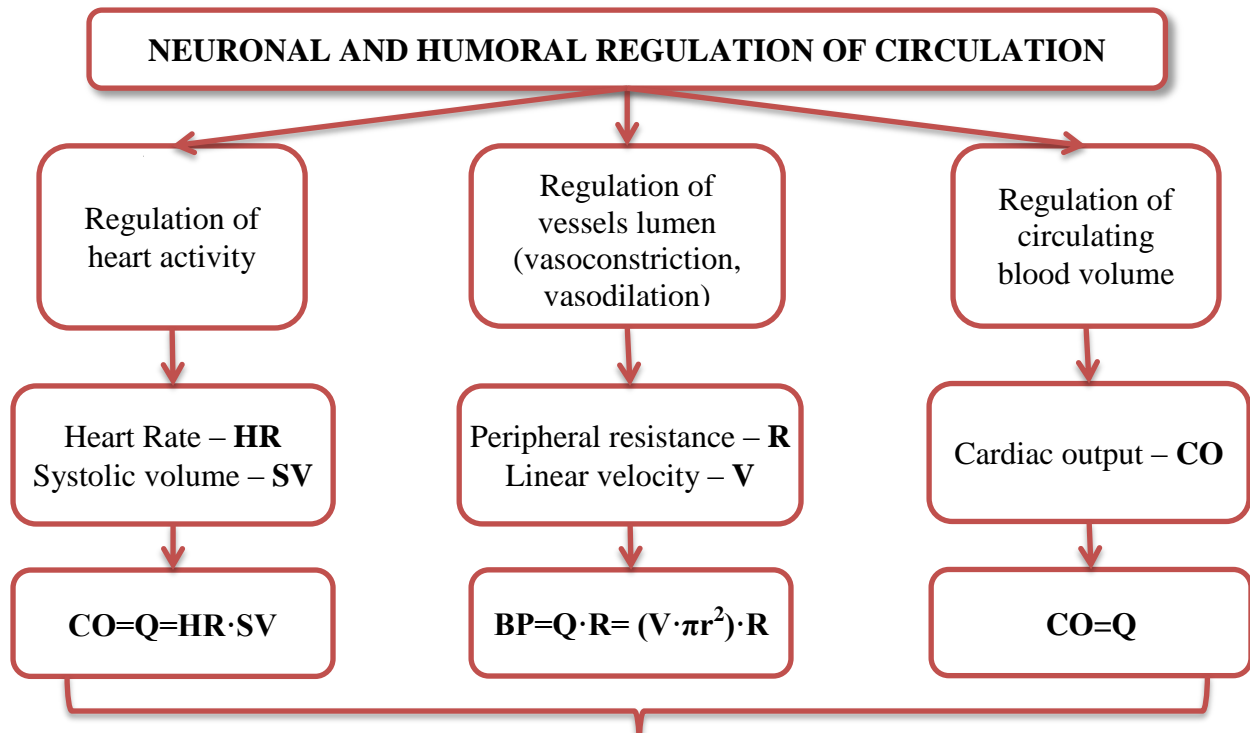 NEURONAL AND HUMORAL REGULATION OF CIRCULATION
Regulation of
heart activity
Regulation of
vessels lumen
(vasoconstriction,
vasodilation)
Regulation of
circulating
blood volume
Heart Rate – HR
Systolic volume – SV
Peripheral resistance – R
Linear velocity – V
Cardiac output – CO
CO=Q=HR·SV
BP=Q·R= (V·πr²)·R
CO=Q